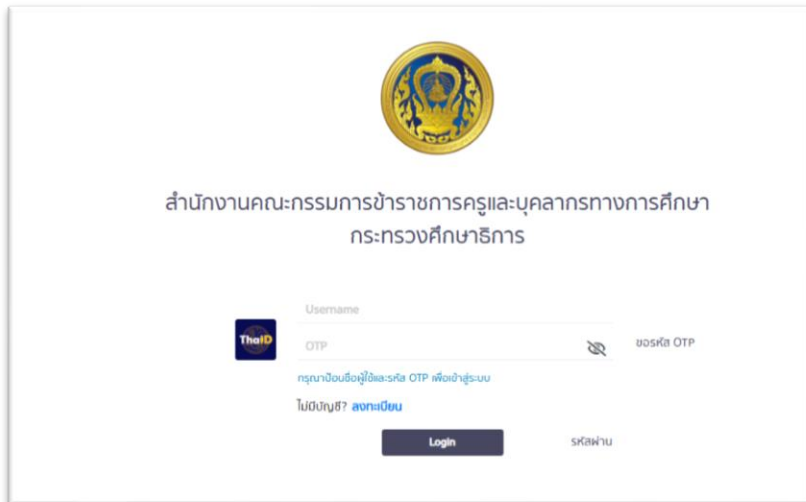 สำนักงานคณะกรรมการข้าราชการครูและบุคลากรทางการศึกษา
กระทรวงศึกษาธิการ
Username
ThaID
OTP
ขอรหัส OTP
กรุณาป้อนชื่อผู้ใช้และรหัส OTP เพื่อเข้าสู่ระบบ
ไม่มีบัญชี? ลงทะเบียน
Login
รหัสผ่าน